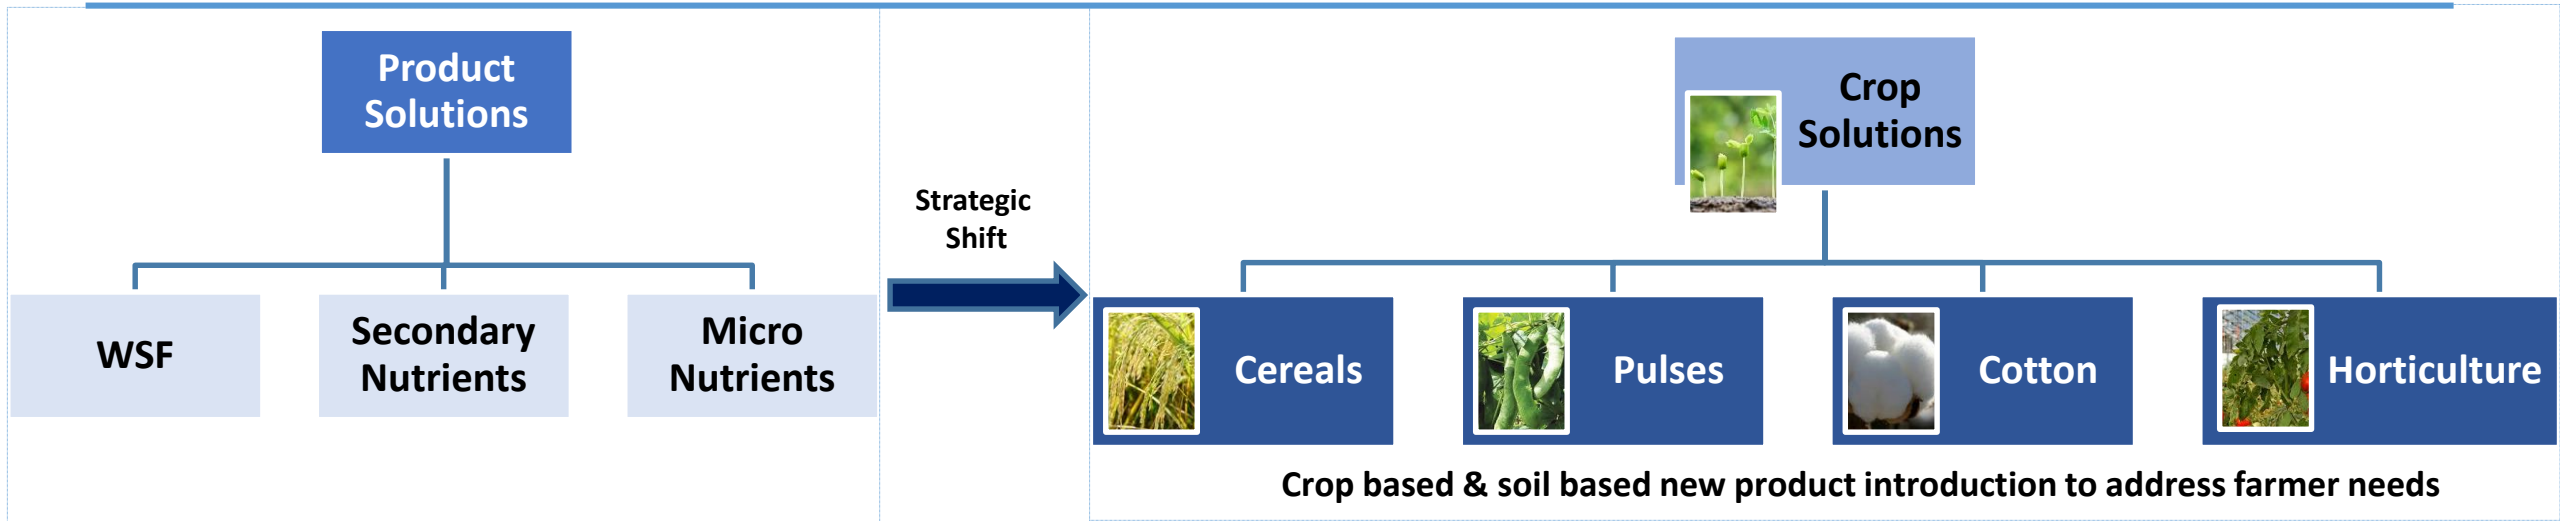 Product
Solutions
WSF
Secondary
Nutrients
Micro
Nutrients
Strategic
Shift
Crop
Solutions
Cereals
Pulses
Cotton
Horticulture
Crop based & soil based new product introduction to address farmer needs